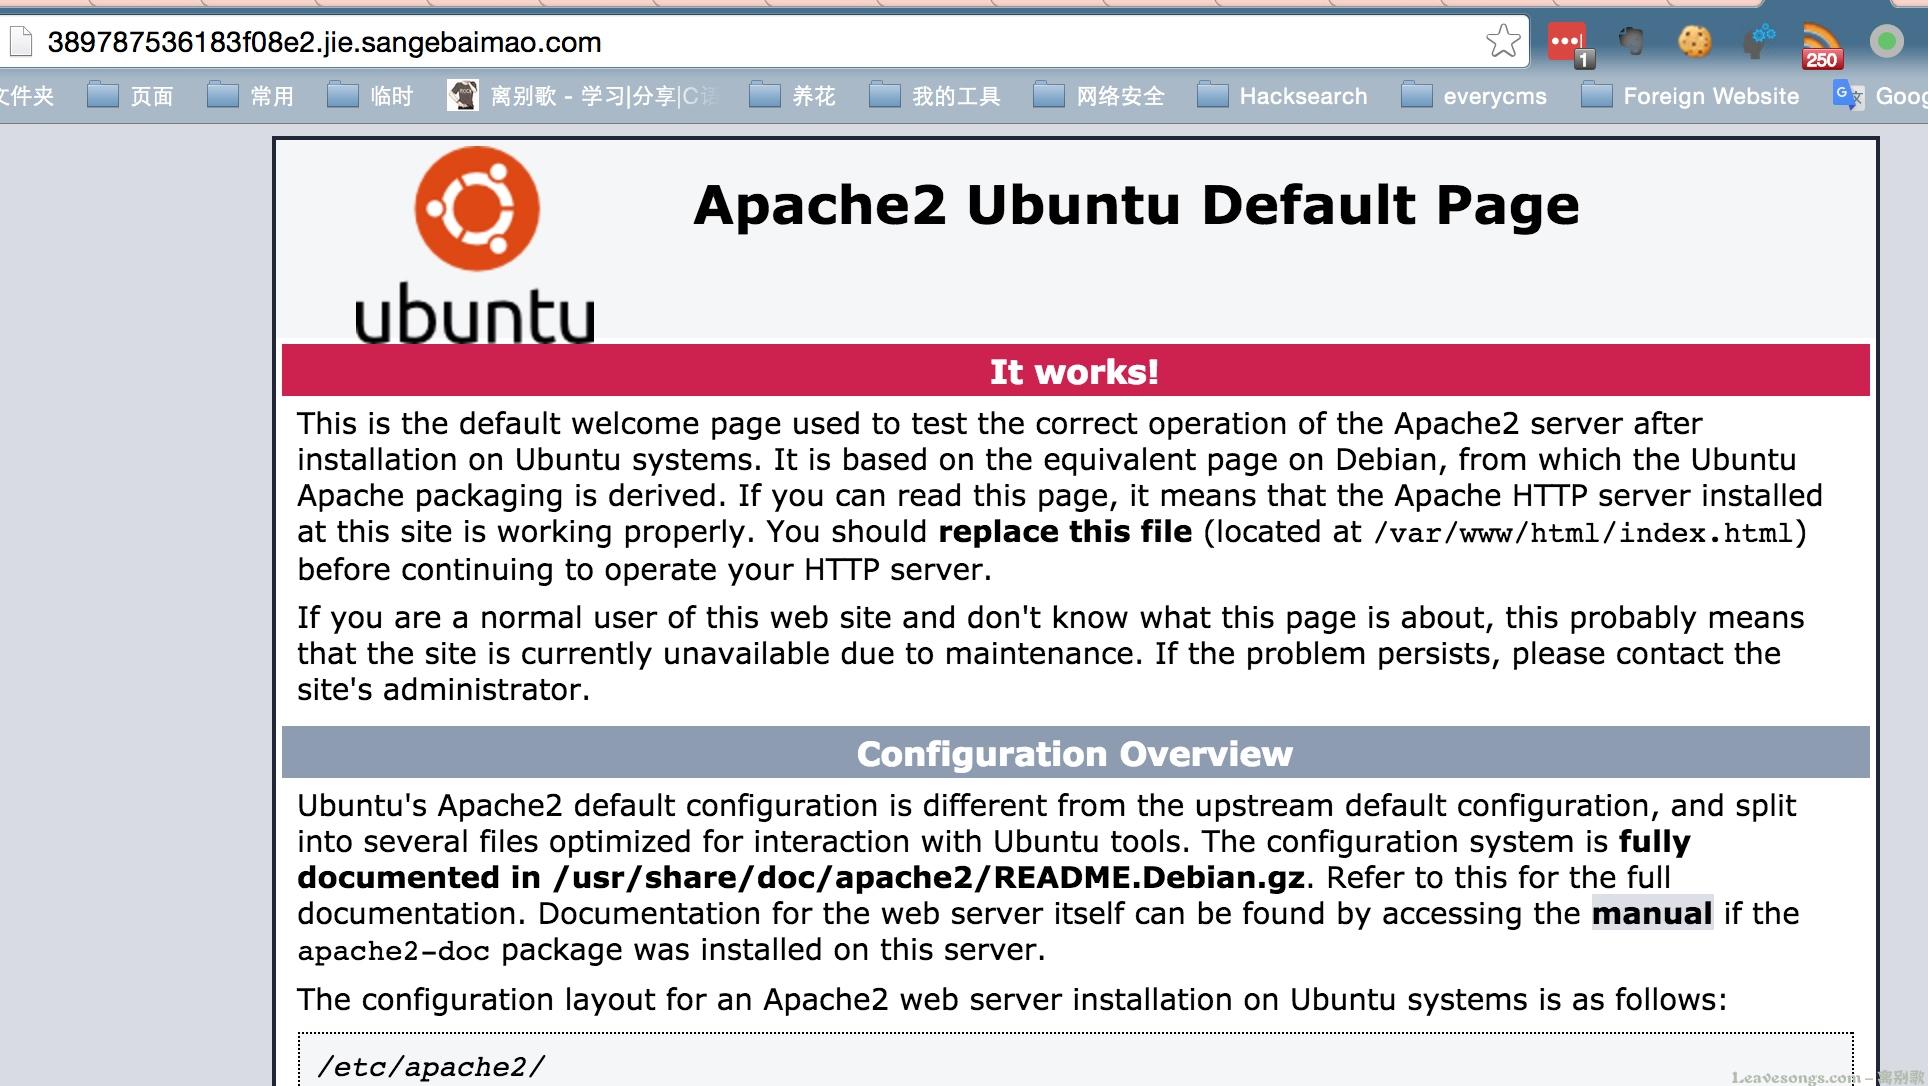 389787536183f08e2.jie.sangebaimao.com
1
250
文件夹 页面 常用 临时 离别歌 - 学习|分享|C语 养花 我的工具 网络安全 Hacksearch everycms Foreign Website Goog
ubuntu
Apache2 Ubuntu Default Page
It works!
This is the default welcome page used to test the correct operation of the Apache2 server after
installation on Ubuntu systems. It is based on the equivalent page on Debian, from which the Ubuntu
Apache packaging is derived. If you can read this page, it means that the Apache HTTP server installed
at this site is working properly. You should replace this file (located at /var/www/html/index.html)
before continuing to operate your HTTP server.
If you are a normal user of this web site and don't know what this page is about, this probably means
that the site is currently unavailable due to maintenance. If the problem persists, please contact the
site's administrator.
Configuration Overview
Ubuntu's Apache2 default configuration is different from the upstream default configuration, and split
into several files optimized for interaction with Ubuntu tools. The configuration system is fully
documented in /usr/share/doc/apache2/README.Debian.gz. Refer to this for the full
documentation. Documentation for the web server itself can be found by accessing the manual if the
apache2-doc package was installed on this server.
The configuration layout for an Apache2 web server installation on Ubuntu systems is as follows:
/etc/apache2/
Leavesongs.com - 离别歌